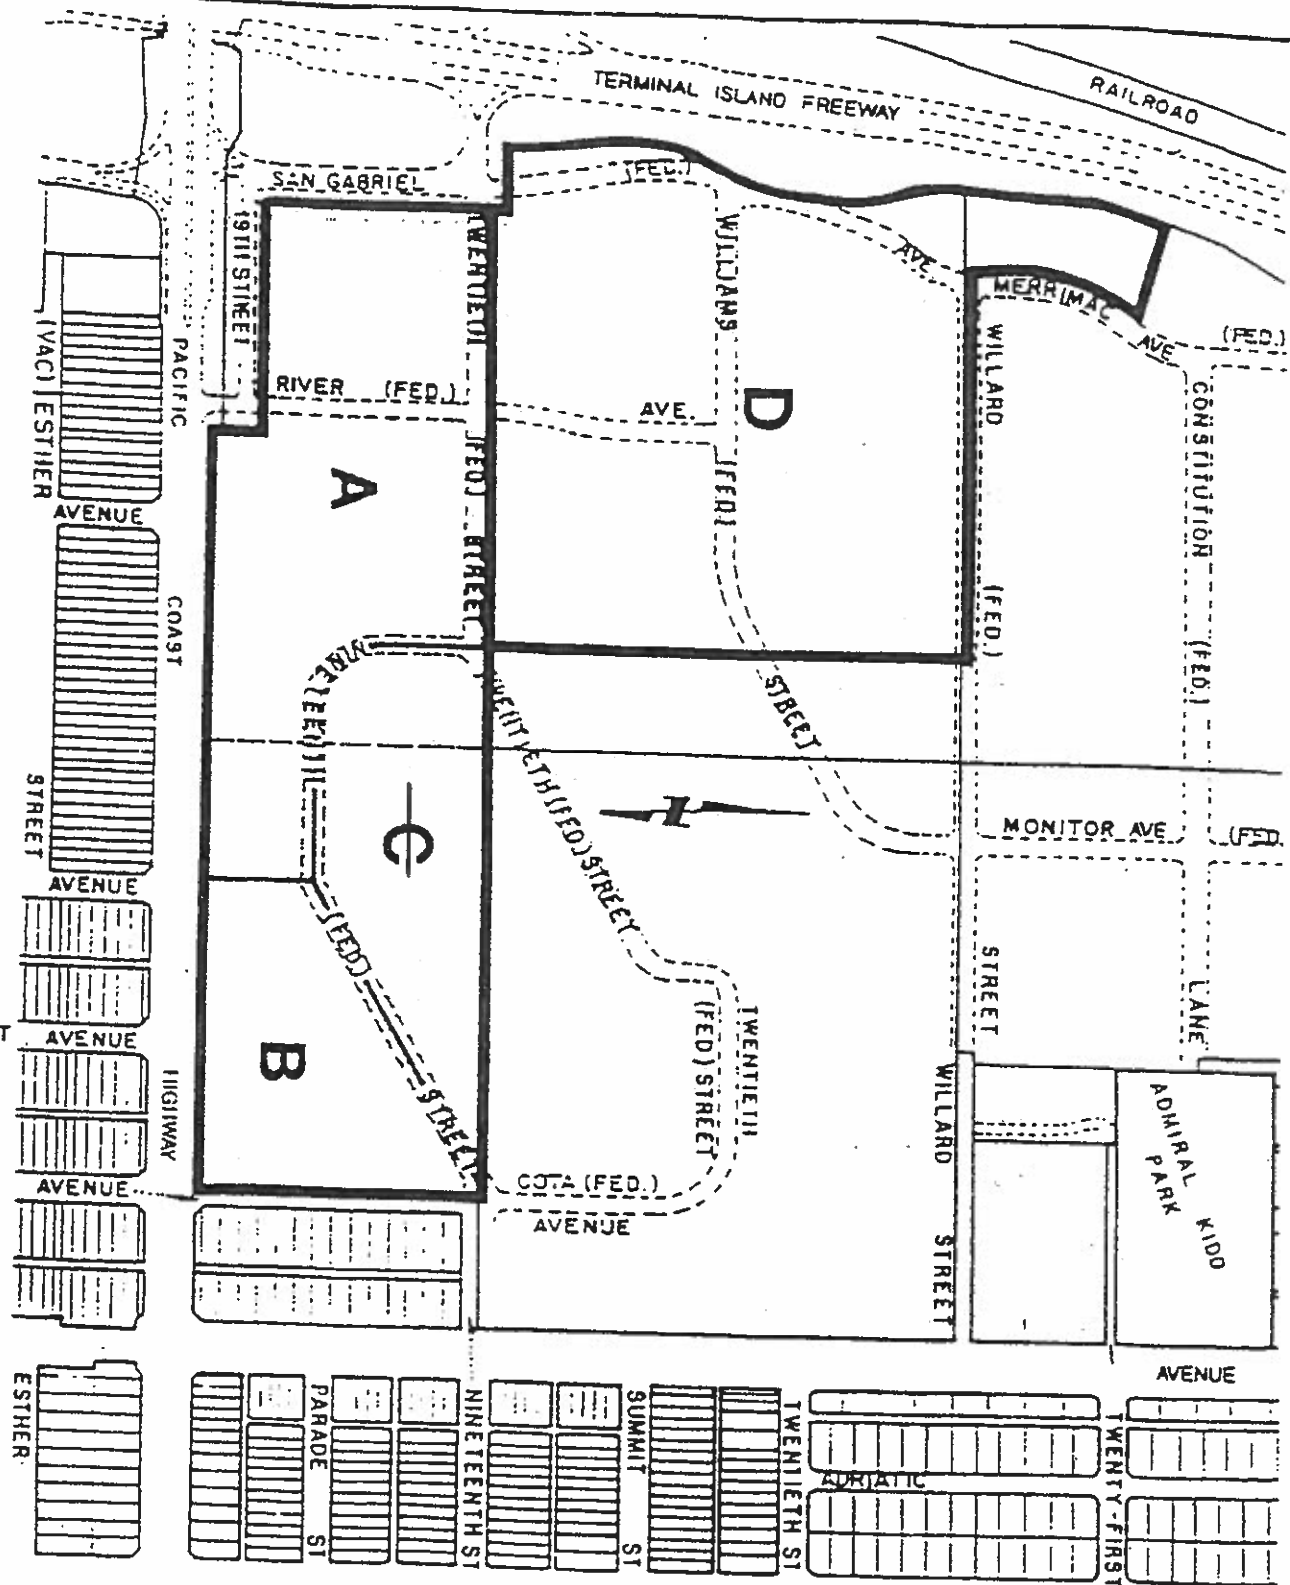 RAILROAD
TERMINAL ISLAND FREEWAY
SAN GABRIEL
(FED.)
AVE.
MERRIMAC
AVE
(FED.)
19TH STREET
WILLIAMS
WILLARD
CONSTITUTION
PACIFIC
RIVER (FED.)
AVE.
D
(VAC) ESTHER
A
(FED) STREET
(FED)
(FED.)
(FED.)
AVENUE
COAST
STREET
TWENTIETH (FED.) STREET
STREET
C
MONITOR AVE
(FED.
AVENUE
(FED)
STREET
LANE
B
TWENTIETH
(FED) STREET
AVENUE
HIGHWAY
STREET
WILLARD
ADMIRAL KIDD
PARK
AVENUE
COTA (FED.)
AVENUE
STREET
AVENUE
ESTHER
PARADE ST
NINETEENTH ST
SUMMIT ST
TWENTIETH ST
ADRIATIC
TWENTY-FIRST